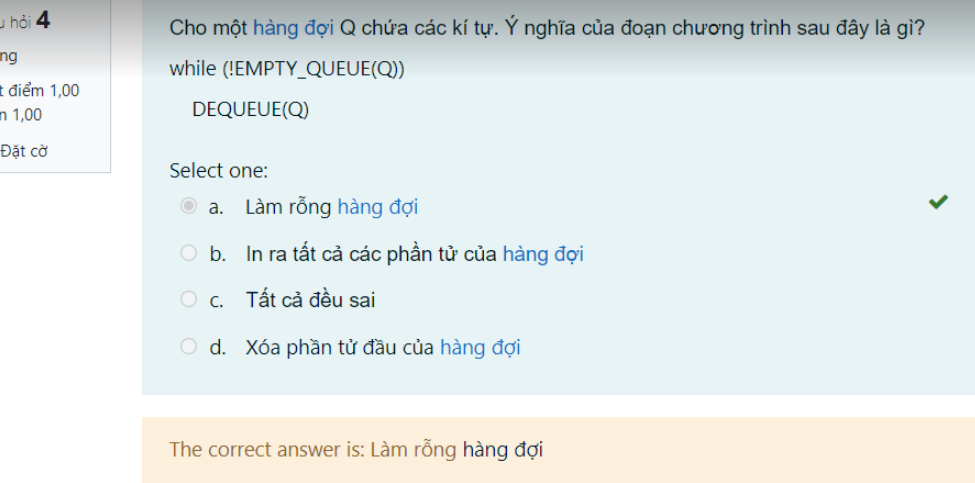 hỏi 4
ng
t điểm 1,00
n 1,00
Đặt cờ
Cho một hàng đợi Q chứa các kí tự. Ý nghĩa của đoạn chương trình sau đây là gì?
while (!EMPTY_QUEUE(Q))
DEQUEUE(Q)
Select one:
a. Làm rỗng hàng đợi
b. In ra tất cả các phần tử của hàng đợi
c. Tất cả đều sai
d. Xóa phần tử đầu của hàng đợi
The correct answer is: Làm rỗng hàng đợi